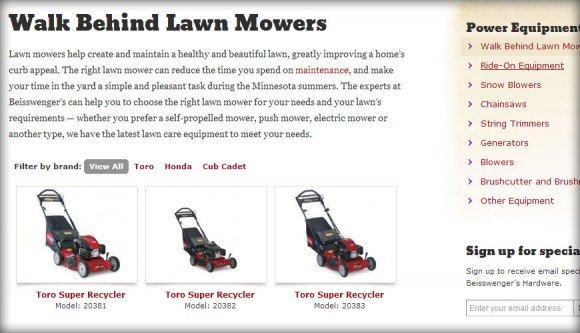 Walk Behind Lawn Mowers
Lawn mowers help create and maintain a healthy and beautiful lawn, greatly improving a home's
curb appeal. The right lawn mower can reduce the time you spend on maintenance, and make
your time in the yard a simple and pleasant task during the Minnesota summers. The experts at
Beisswenger's can help you to choose the right lawn mower for your needs and your lawn's
requirements — whether you prefer a self-propelled mower, push mower, electric mower or
another type, we have the latest lawn care equipment to meet your needs.
Filter by brand: View All Toro Honda Cub Cadet
Toro Super Recycler
Model: 20381
Toro Super Recycler
Model: 20382
Toro Super Recycler
Model: 20383
Power Equipment
Walk Behind Lawn Mow
Ride-On Equipment
Snow Blowers
Chainsaws
String Trimmers
Generators
Blowers
Brushcutter and Brush
Other Equipment
Sign up for specia
Sign up to receive email spec
Beisswenger's Hardware.
Enter your email address